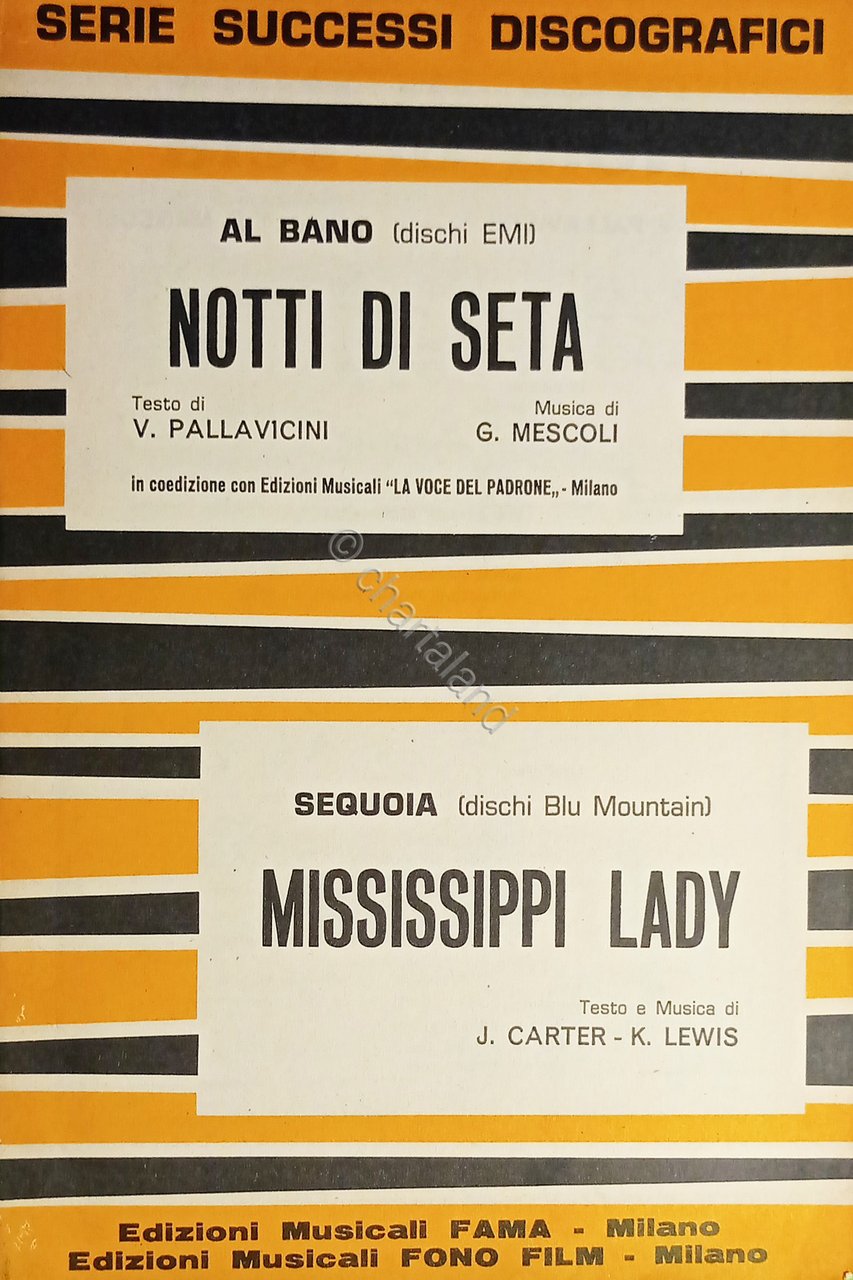 SERIE SUCCESSI DISCOGRAFICI
AL BANO (dischi EMI)
NOTTI DI SETA
Testo di
V. PALLAVICINI
Musica di
G. MESCOLI
in coedizione con Edizioni Musicali “LA VOCE DEL PADRONE„ - Milano
© chartaland
SEQUOIA (dischi Blu Mountain)
MISSISSIPPI LADY
Testo e Musica di
J. CARTER - K. LEWIS
Edizioni Musicali FAMA - Milano
Edizioni Musicali FONO FILM - Milano